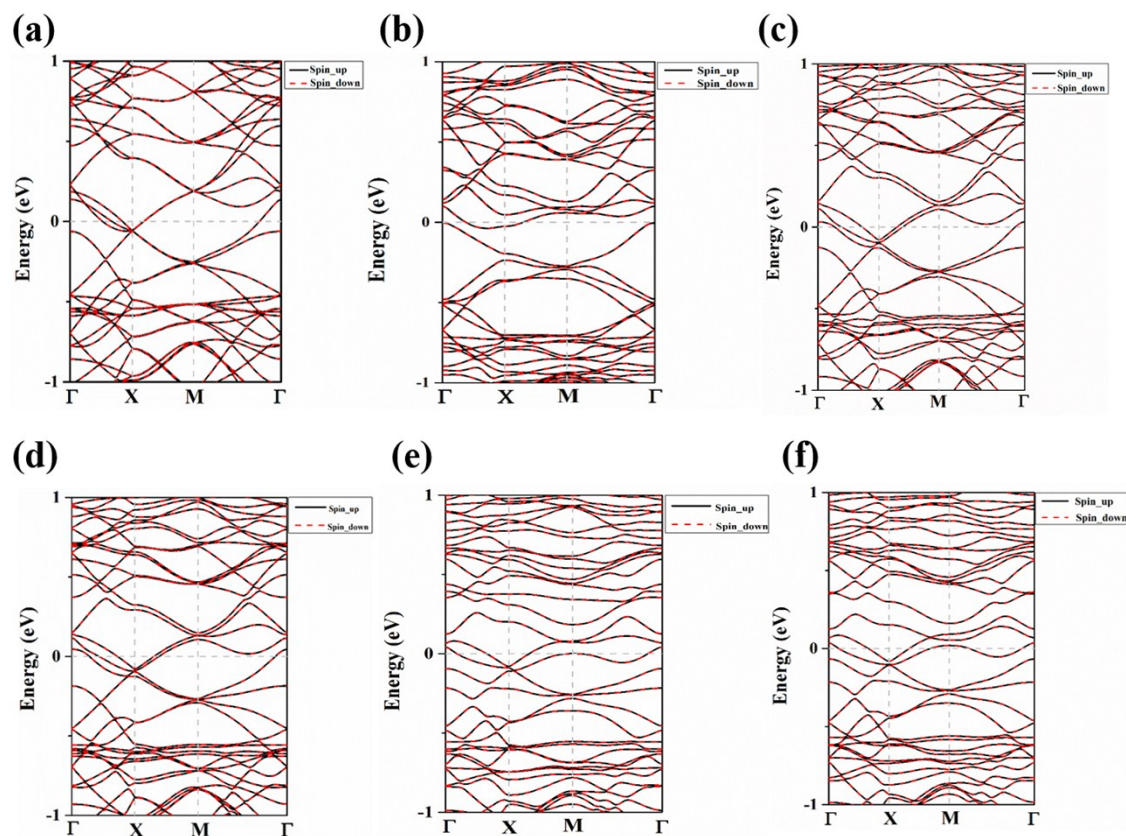 (a)
(b)
(c)
Energy (eV)
1
0
-1
Γ X M Γ
Spin_up
Spin_down
Energy (eV)
1
0
-1
Γ X M Γ
Spin_up
Spin_down
Energy (eV)
1
0
-1
Γ X M Γ
Spin_up
Spin_down
(d)
(e)
(f)
Energy (eV)
1
0
-1
Γ X M Γ
Spin_up
Spin_down
Energy (eV)
1
0
-1
Γ X M Γ
Spin_up
Spin_down
Energy (eV)
1
0
-1
Γ X M Γ
Spin_up
Spin_down